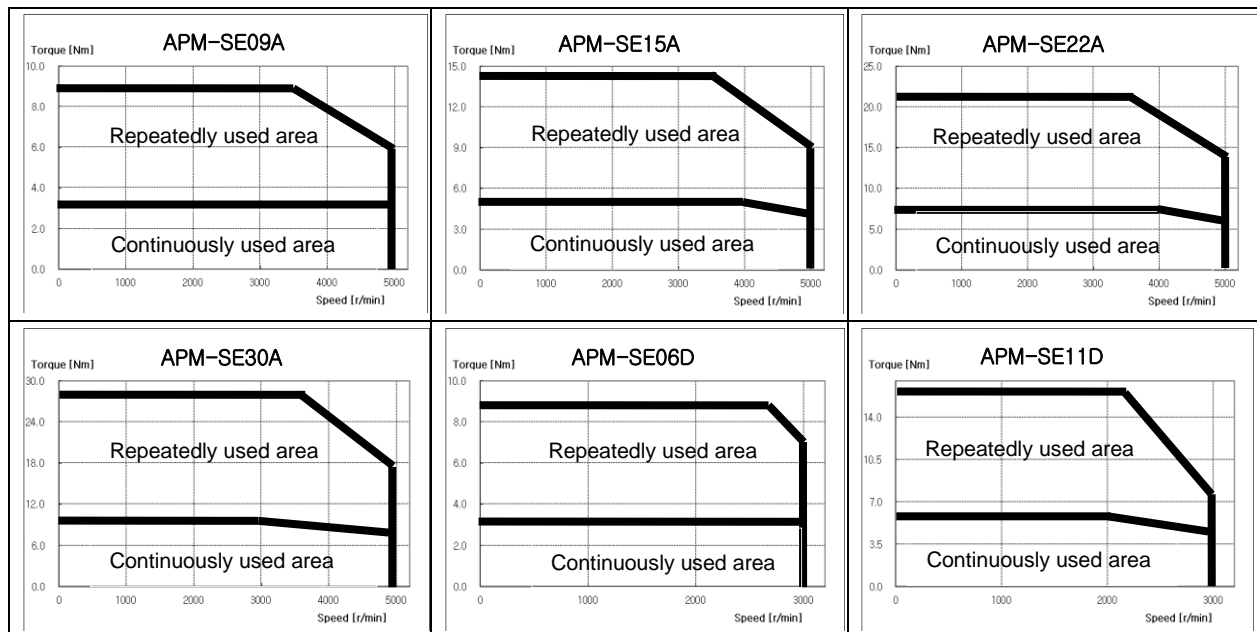 APM-SE09A
Torque [Nm]
10.0
8.0
Repeatedly used area
6.0
4.0
2.0
Continuously used area
0.0
0 1000 2000 3000 4000 5000
Speed [r/min]
APM-SE15A
Torque [Nm]
15.0
12.0
Repeatedly used area
9.0
6.0
3.0
Continuously used area
0.0
0 1000 2000 3000 4000 5000
Speed [r/min]
APM-SE22A
Torque [Nm]
25.0
20.0
Repeatedly used area
15.0
10.0
5.0
Continuously used area
0.0
0 1000 2000 3000 4000 5000
Speed [r/min]
APM-SE30A
Torque [Nm]
30.0
24.0
Repeatedly used area
18.0
12.0
6.0
Continuously used area
0.0
0 1000 2000 3000 4000 5000
Speed [r/min]
APM-SE06D
Torque [Nm]
10.0
8.0
Repeatedly used area
6.0
4.0
2.0
Continuously used area
0.0
0 1000 2000 3000
Speed [r/min]
APM-SE11D
Torque [Nm]
14.0
Repeatedly used area
10.5
7.0
3.5
Continuously used area
0.0
0 1000 2000 3000
Speed [r/min]